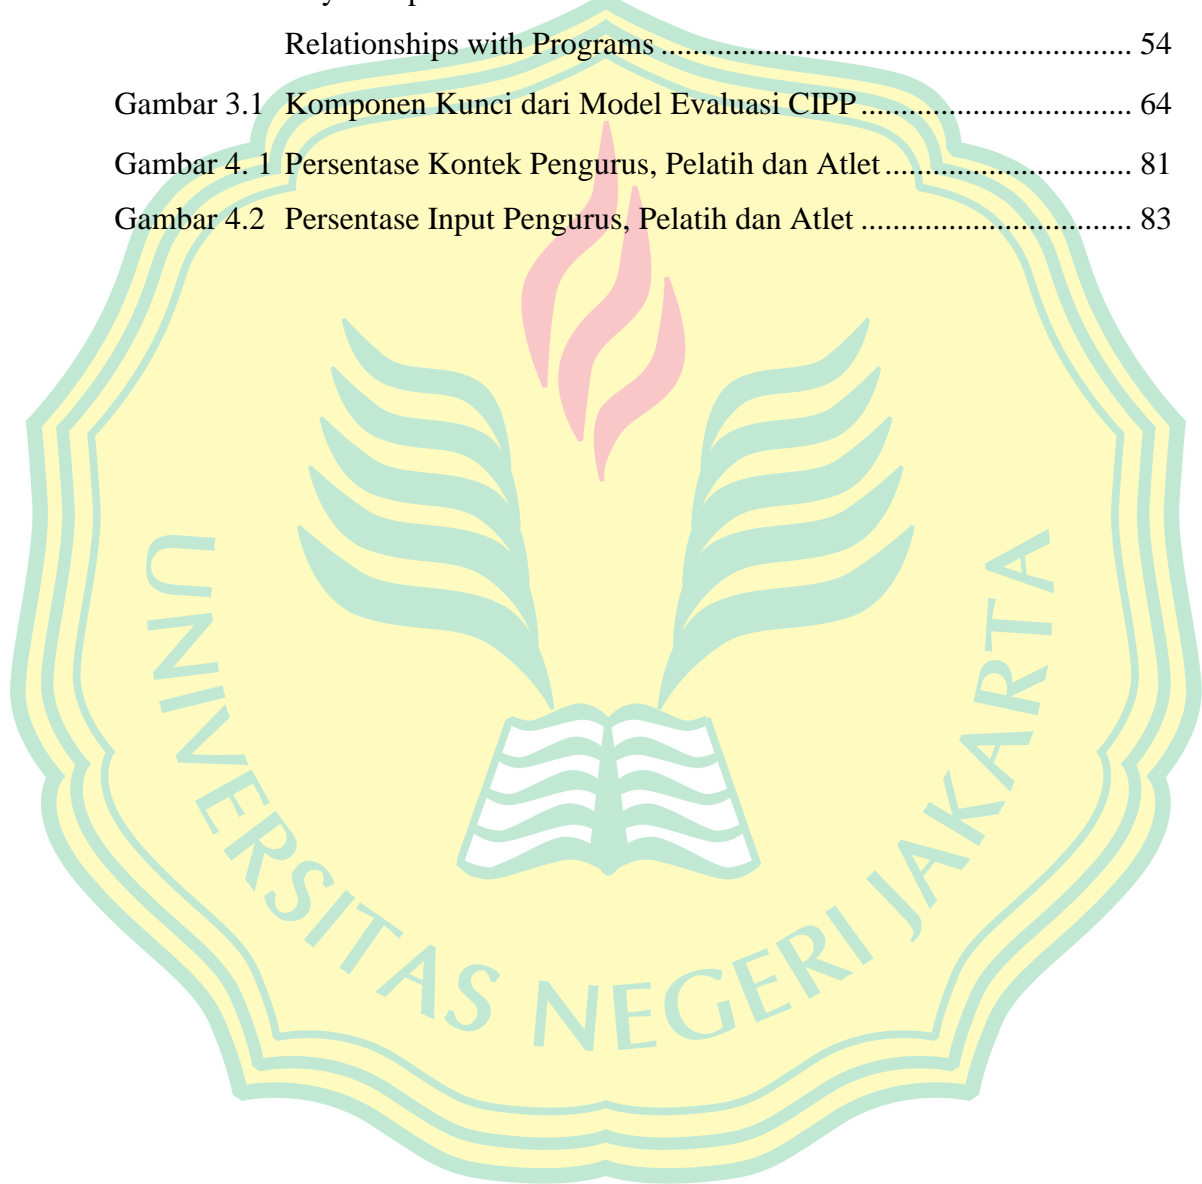 Relationships with Programs ........................................................... 54
Gambar 3.1 Komponen Kunci dari Model Evaluasi CIPP .................................. 64
Gambar 4. 1 Persentase Kontek Pengurus, Pelatih dan Atlet ............................... 81
Gambar 4.2 Persentase Input Pengurus, Pelatih dan Atlet .................................. 83
UNIVERSITAS NEGERI JAKARTA